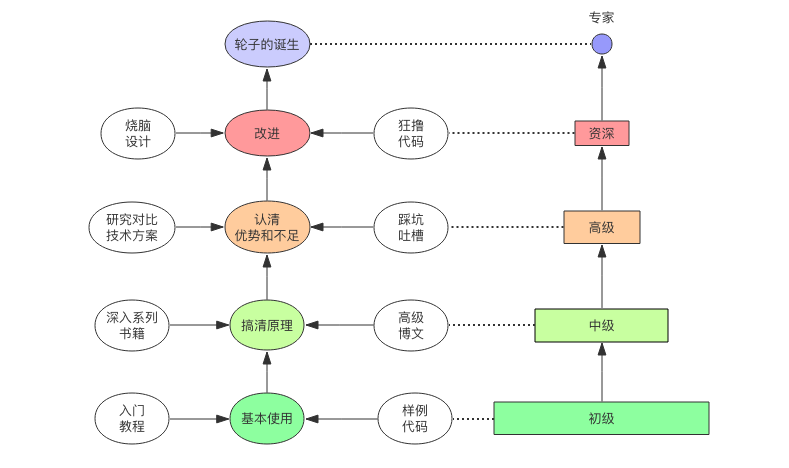 专家
轮子的诞生
烧脑
设计
改进
狂撸
代码
资深
研究对比
技术方案
认清
优势和不足
踩坑
吐槽
高级
深入系列
书籍
搞清原理
高级
博文
中级
入门
教程
基本使用
样例
代码
初级